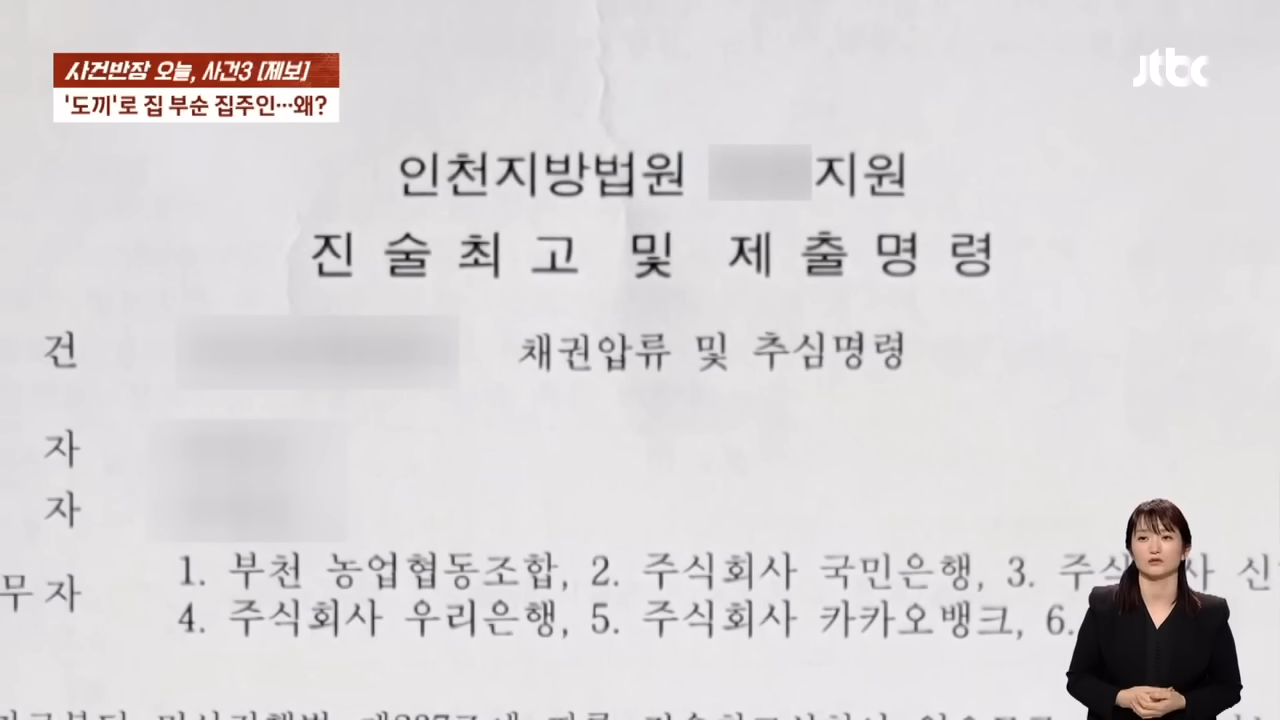 사건반장 오늘, 사건3 [제보]
'도끼'로 집 부순 집주인…왜?
jtbc
인천지방법원 지원
진 술 최 고 및 제 출 명 령
건 채권압류 및 추심명령
자
자
무 자 1. 부천 농업협동조합, 2. 주식회사 국민은행, 3. 신
4. 주식회사 우리은행, 5. 주식회사 카카오뱅크, 6.